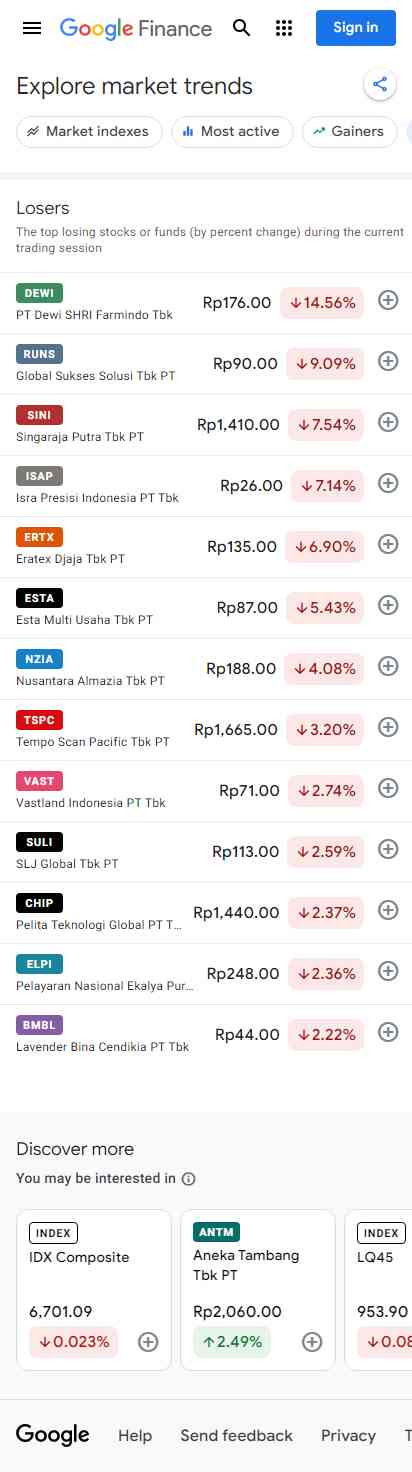 Google Finance
Sign in
Explore market trends
Market indexes
Most active
Gainers
Losers
The top losing stocks or funds (by percent change) during the current
trading session
DEWI
PT Dewi SHRI Farmindo Tbk
Rp176.00
↓14.56%
RUNS
Global Sukses Solusi Tbk PT
Rp90.00
↓9.09%
SINI
Singaraja Putra Tbk PT
Rp1,410.00
↓7.54%
ISAP
Isra Presisi Indonesia PT Tbk
Rp26.00
↓7.14%
ERTX
Eratex Djaja Tbk PT
Rp135.00
↓6.90%
ESTA
Esta Multi Usaha Tbk PT
Rp87.00
↓5.43%
NZIA
Nusantara Almazia Tbk PT
Rp188.00
↓4.08%
TSPC
Tempo Scan Pacific Tbk PT
Rp1,665.00
↓3.20%
VAST
Vastland Indonesia PT Tbk
Rp71.00
↓2.74%
SULI
SLJ Global Tbk PT
Rp113.00
↓2.59%
CHIP
Pelita Teknologi Global PT T...
Rp1,440.00
↓2.37%
ELPI
Pelayaran Nasional Ekalya Pur...
Rp248.00
↓2.36%
BMBL
Lavender Bina Cendikia PT Tbk
Rp44.00
↓2.22%
Discover more
You may be interested in
INDEX
IDX Composite
6,701.09
↓0.023%
ANTM
Aneka Tambang
Tbk PT
Rp2,060.00
↑2.49%
INDEX
LQ45
953.90
↓0.08
Google
Help
Send feedback
Privacy